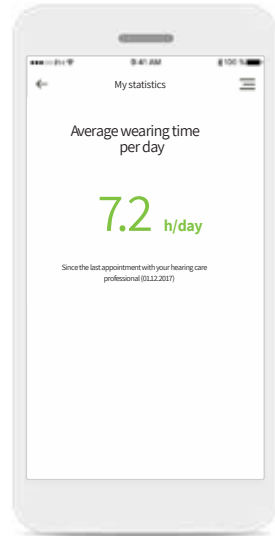 9:41 AM
100 %
My statistics
Average wearing time
per day
7.2 h/day
Since the last appointment with your hearing care
professional (01.12.2017)